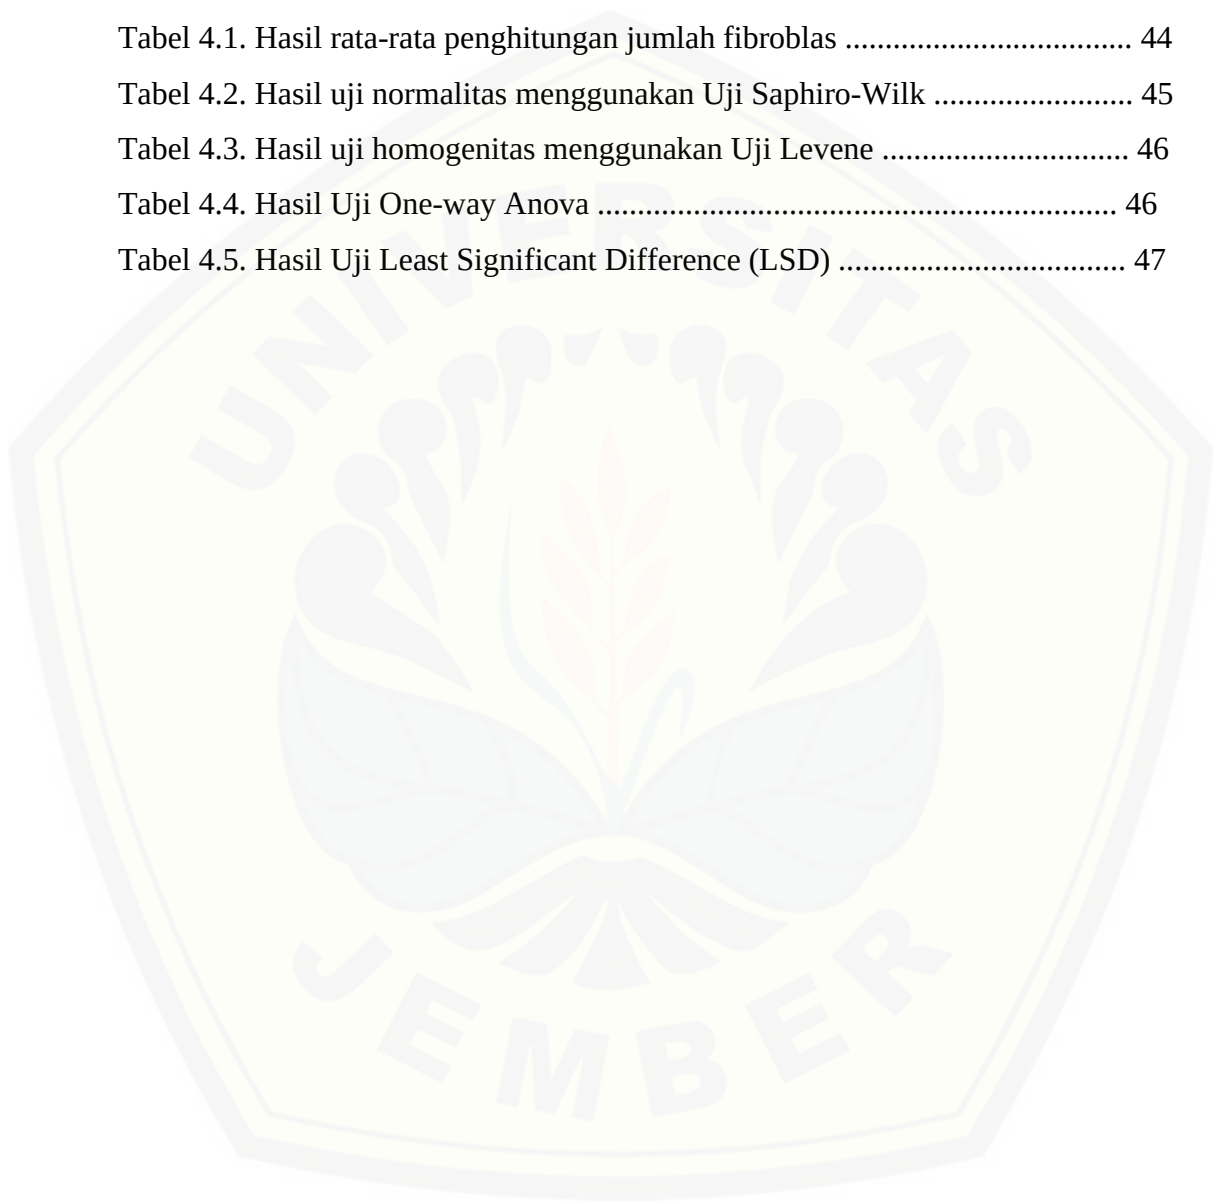 Tabel 4.1. Hasil rata-rata penghitungan jumlah fibroblas .................................... 44
Tabel 4.2. Hasil uji normalitas menggunakan Uji Saphiro-Wilk ......................... 45
Tabel 4.3. Hasil uji homogenitas menggunakan Uji Levene ............................... 46
Tabel 4.4. Hasil Uji One-way Anova ................................................................. 46
Tabel 4.5. Hasil Uji Least Significant Difference (LSD) .................................... 47
UNIVERSITAS
JEMBER